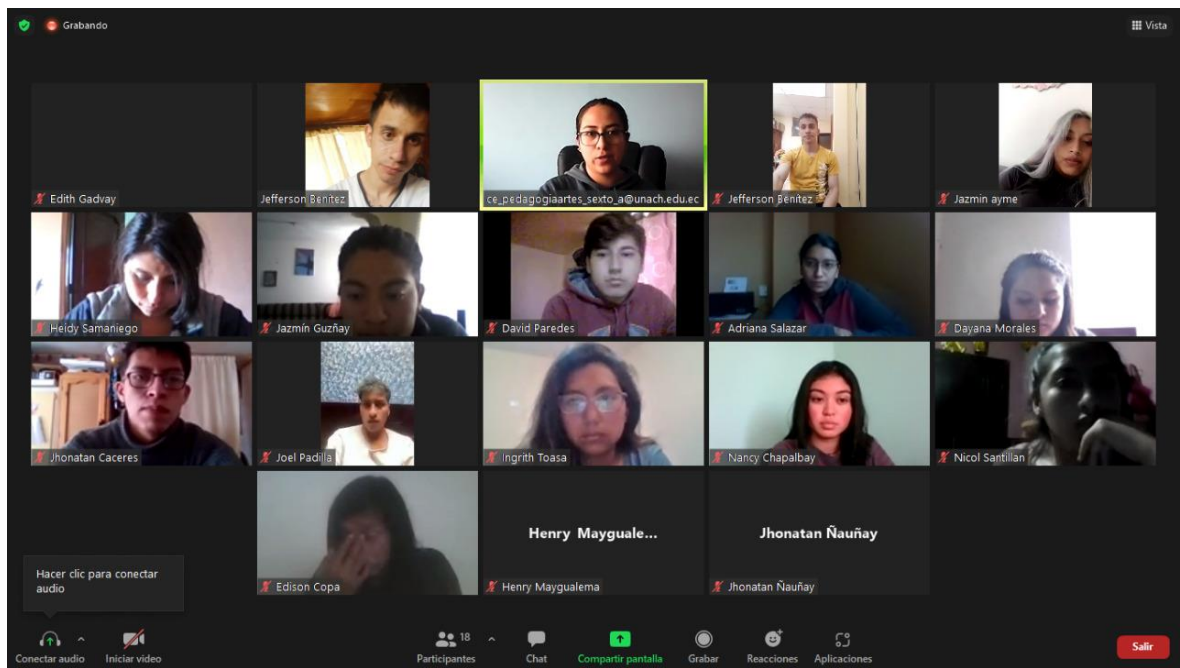 Grabando
Vista
Edith Gadvay
Jefferson Benitez
ce_pedagogiaartes_sexto_a@unach.edu.ec
Jefferson Benitez
Jazmin ayme
Heidy Samaniego
Jazmín Guzñay
David Paredes
Adriana Salazar
Dayana Morales
Jhonatan Caceres
Joel Padilla
Ingrith Toasa
Nancy Chapalbay
Nicol Santillan
Edison Copa
Henry Mayguale...
Henry Maygualema
Jhonatan Ñauñay
Jhonatan Ñauñay
Hacer clic para conectar
audio
Conectar audio
Iniciar video
18
Participantes
Chat
Compartir pantalla
Grabar
Reacciones
Aplicaciones
Salir